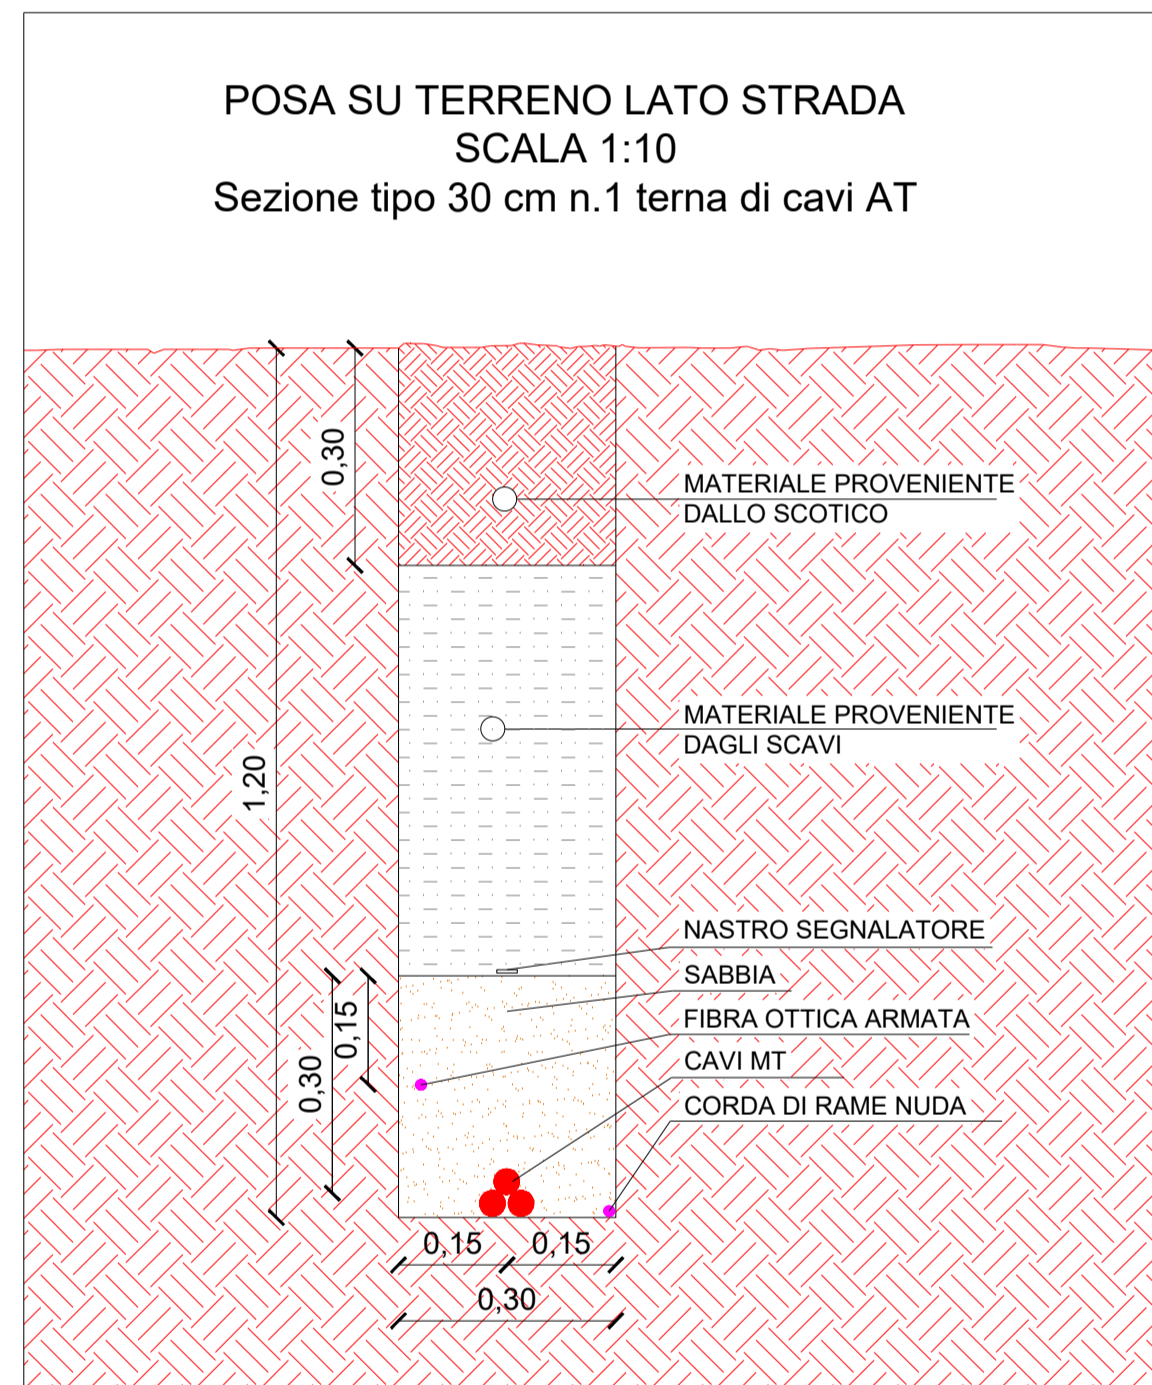 POSA SU TERRENO LATO STRADA
SCALA 1:10
Sezione tipo 30 cm n.1 terna di cavi AT
0,30
MATERIALE PROVENIENTE
DALLO SCOTICO
MATERIALE PROVENIENTE
DAGLI SCAVI
1,20
NASTRO SEGNALATORE
SABBIA
0,15
FIBRA OTTICA ARMATA
0,30
CAVI MT
CORDA DI RAME NUDA
0,15 0,15
0,30